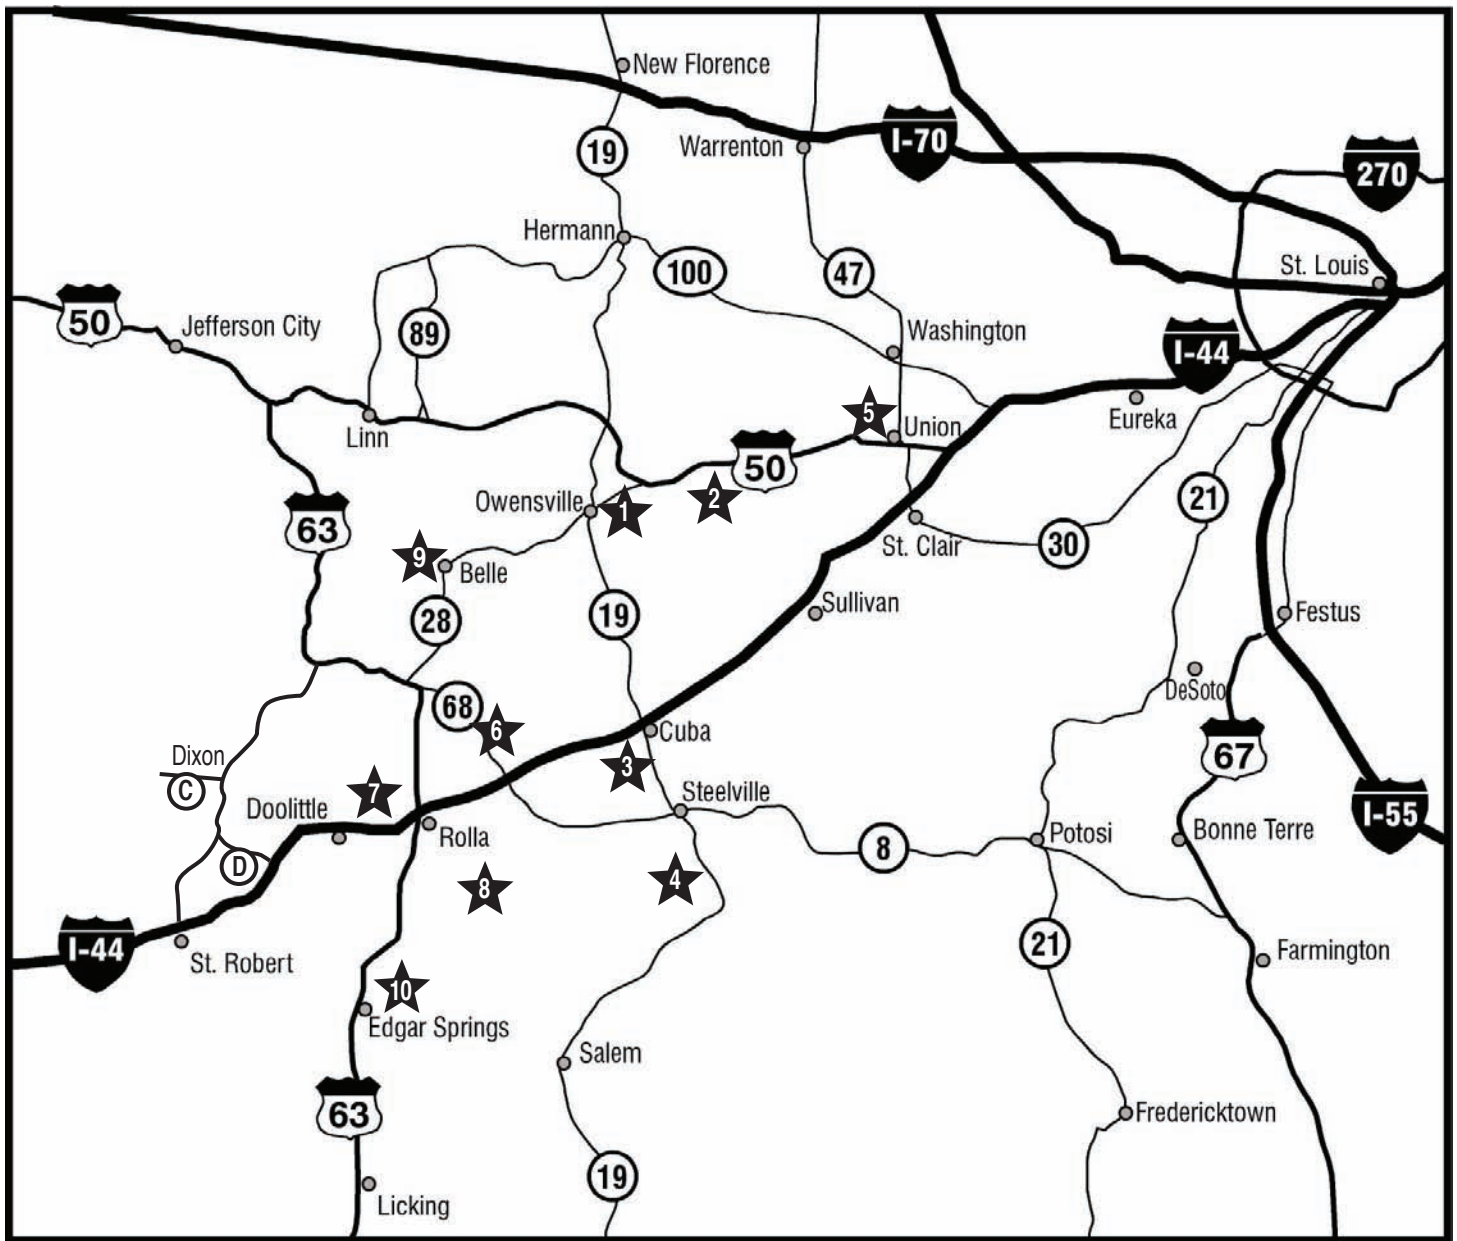 New Florence
I-70
Warrenton
19
270
Hermann
100
47
St. Louis
50
Jefferson City
89
Washington
I-44
5
Eureka
Linn
Union
50
Owensville
1
2
21
63
9
St. Clair
30
Belle
28
19
Sullivan
Festus
DeSoto
68
6
Cuba
67
Dixon
3
C
7
Steelville
Doolittle
I-55
Rolla
8
Potosi
Bonne Terre
D
8
4
I-44
21
St. Robert
Farmington
10
Edgar Springs
Salem
63
Fredericktown
19
Licking